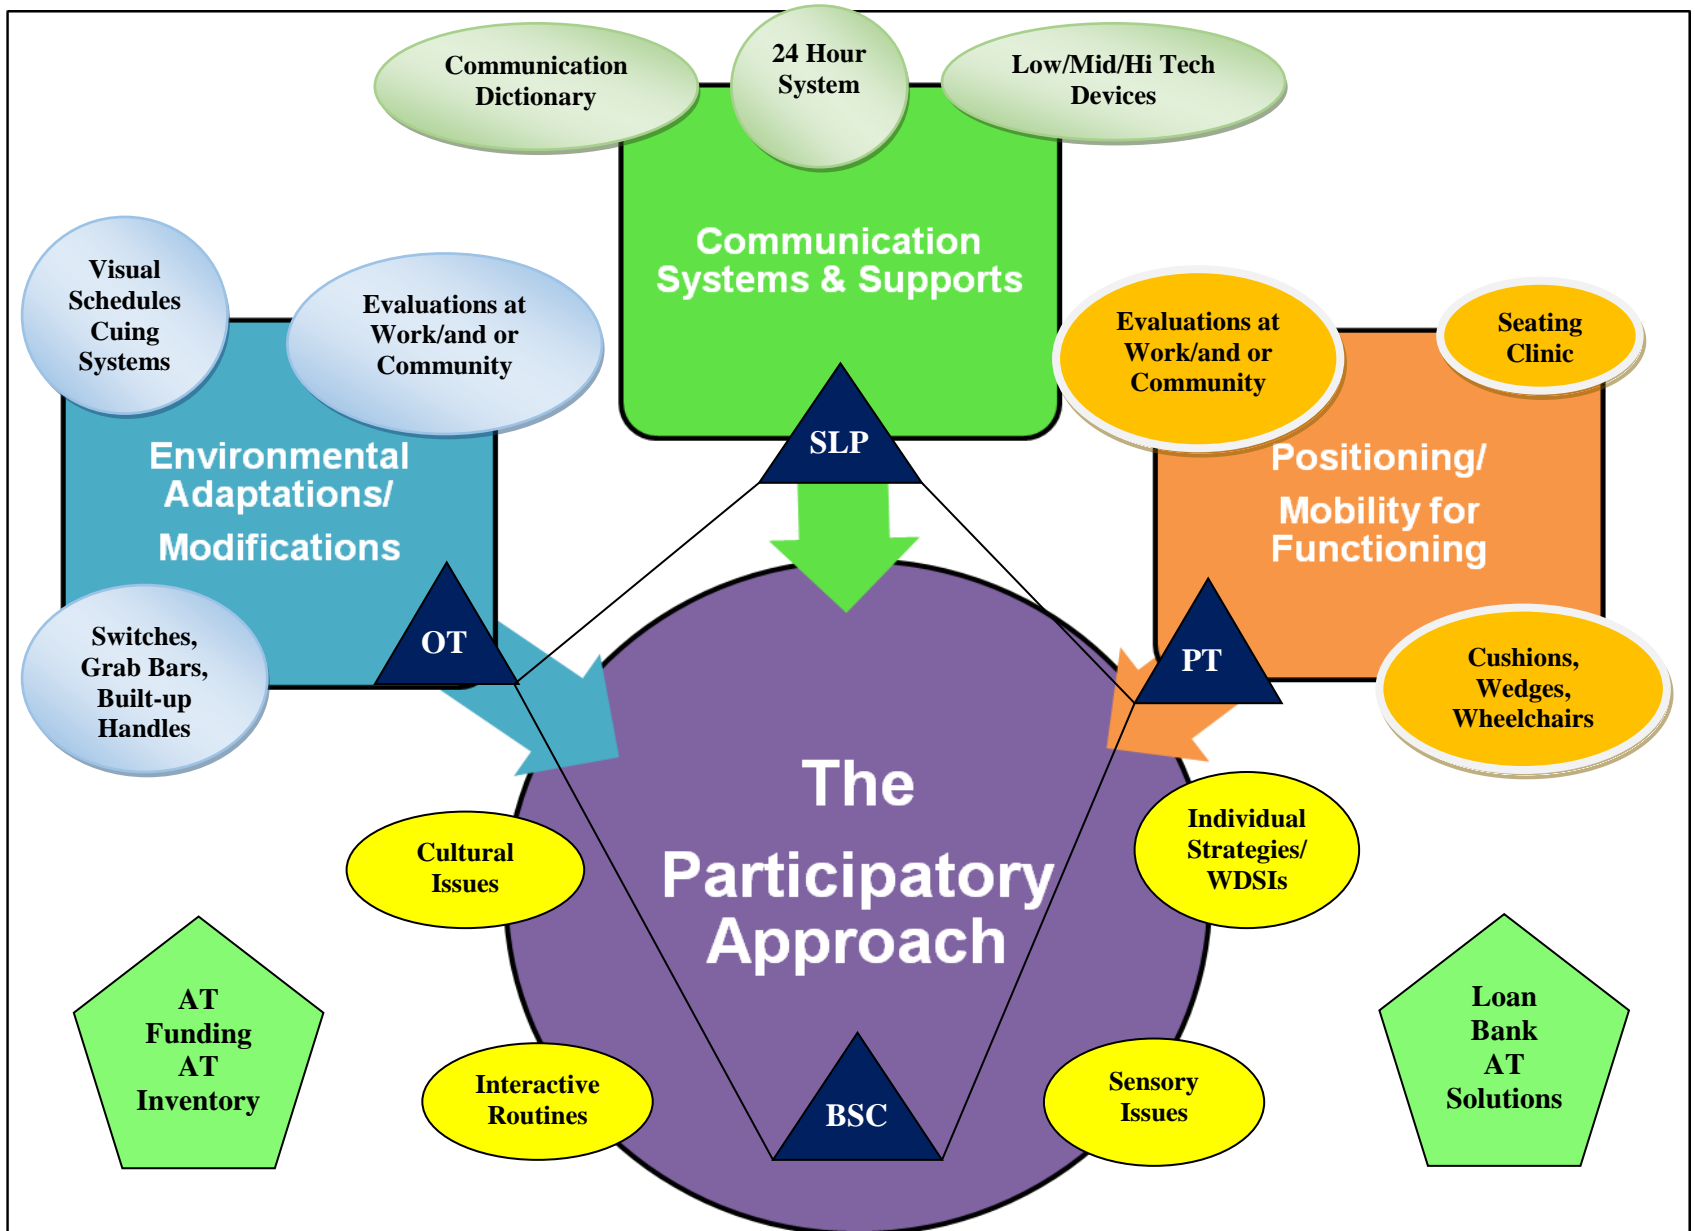 Communication
Dictionary
24 Hour
System
Low/Mid/Hi Tech
Devices
Communication
Systems & Supports
SLP
Visual
Schedules
Cuing
Systems
Evaluations at
Work/and or
Community
Environmental
Adaptations/
Modifications
Switches,
Grab Bars,
Built-up
Handles
OT
Evaluations at
Work/and or
Community
Seating
Clinic
Positioning/
Mobility for
Functioning
PT
Cushions,
Wedges,
Wheelchairs
The
Participatory
Approach
Cultural
Issues
Individual
Strategies/
WDSIs
Interactive
Routines
BSC
Sensory
Issues
AT
Funding
AT
Inventory
Loan
Bank
AT
Solutions